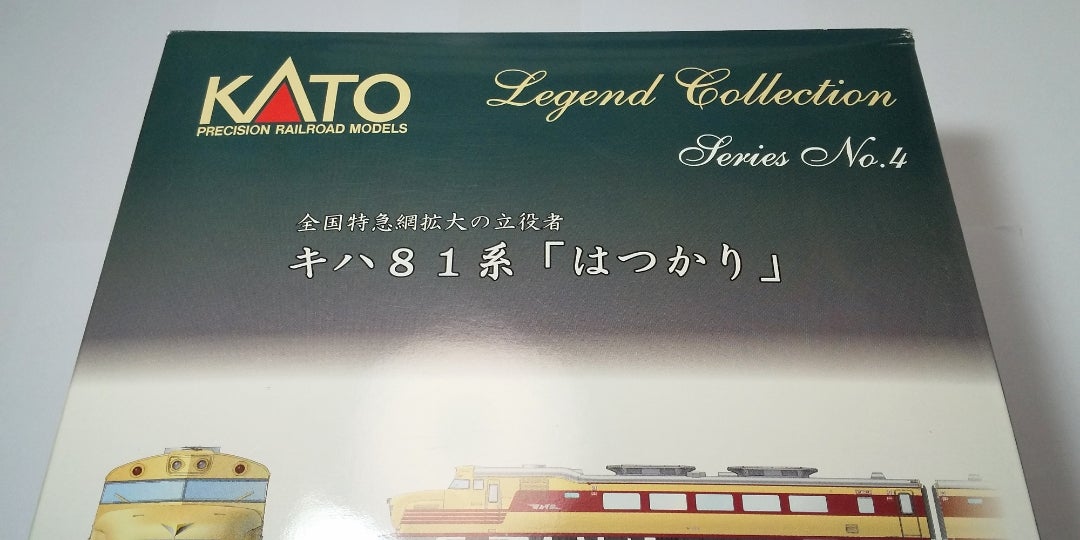 KATO
PRECISION RAILROAD MODELS
Legend Collection
Series No.4
全国特急網拡大の立役者
キハ８１系「はつかり」